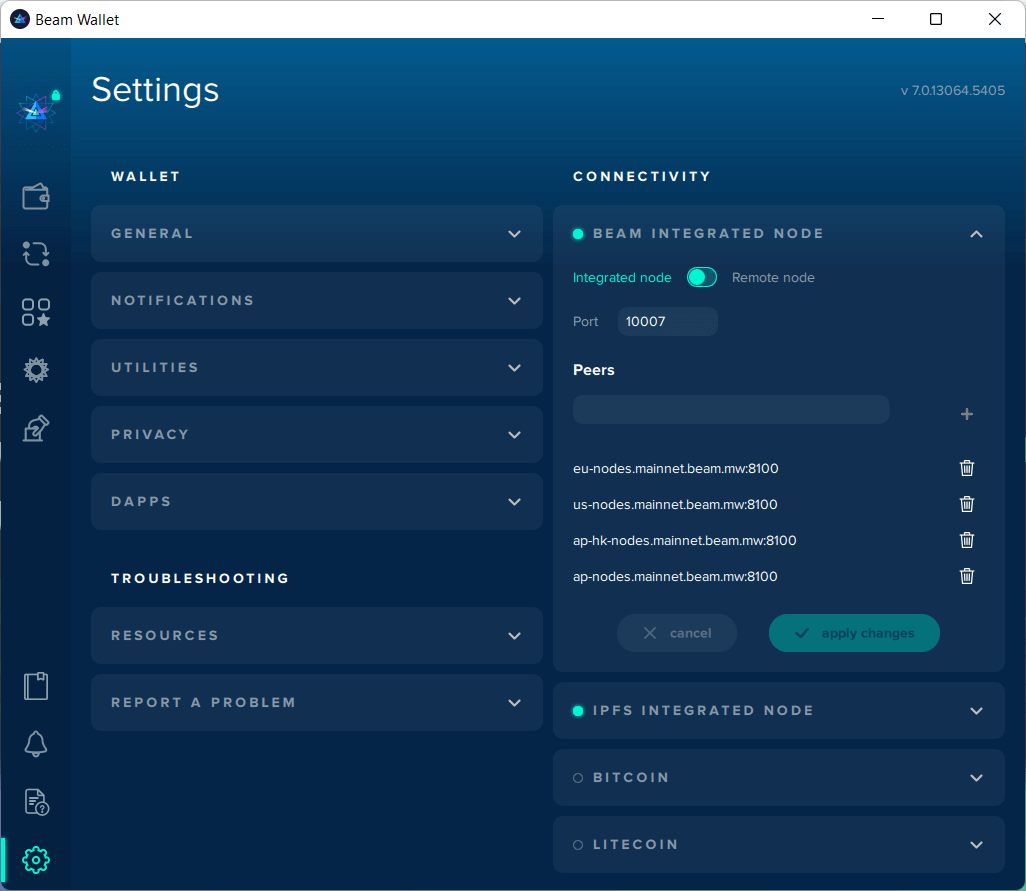 Beam Wallet
Settings
v 7.0.13064.5405
WALLET
GENERAL
NOTIFICATIONS
UTILITIES
PRIVACY
DAPPS
TROUBLESHOOTING
RESOURCES
REPORT A PROBLEM
CONNECTIVITY
BEAM INTEGRATED NODE
Integrated node Remote node
Port 10007
Peers
eu-nodes.mainnet.beam.mw:8100
us-nodes.mainnet.beam.mw:8100
ap-hk-nodes.mainnet.beam.mw:8100
ap-nodes.mainnet.beam.mw:8100
cancel apply changes
IPFS INTEGRATED NODE
BITCOIN
LITECOIN